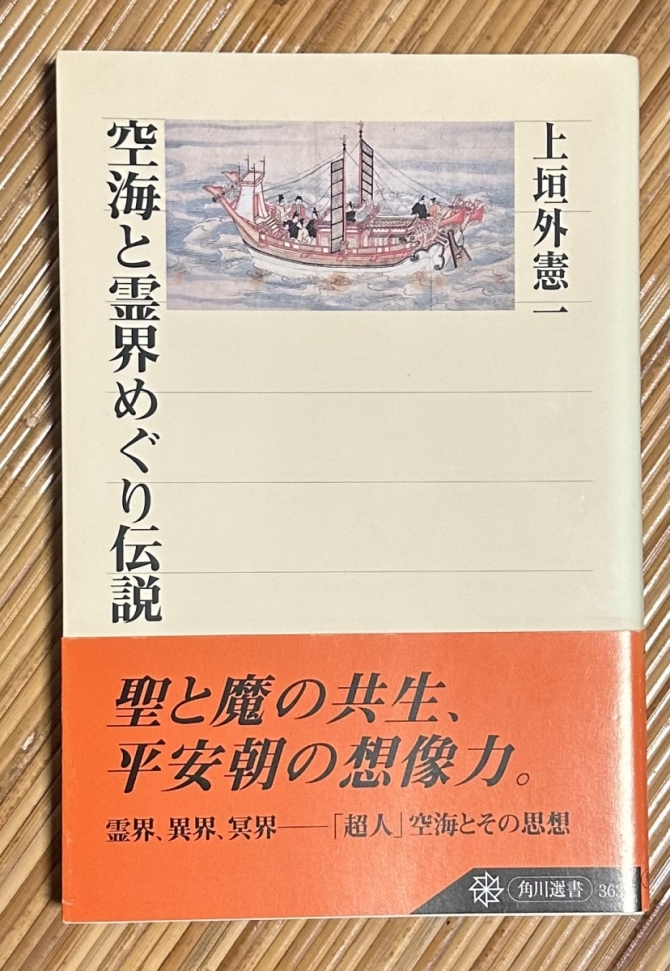 上垣外憲一
空海と霊界めぐり伝説
聖と魔の共生、
平安朝の想像力。
霊界、異界、冥界――「超人」空海とその思想
角川選書 363